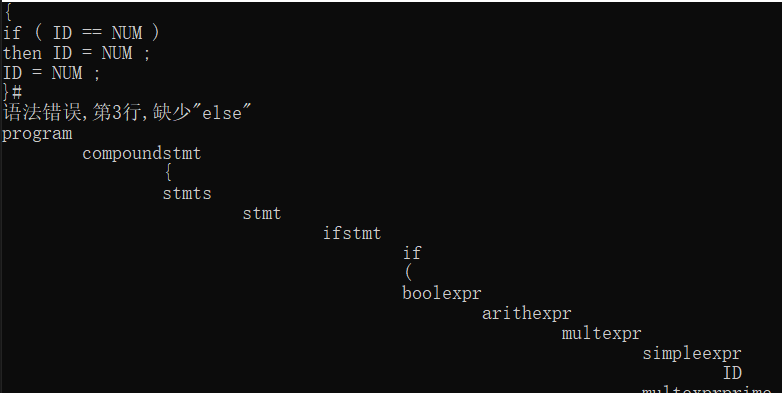 {
if ( ID == NUM )
then ID = NUM ;
ID = NUM ;
}#
语法错误,第3行,缺少"else"
program
compoundstmt
{
stmts
stmt
ifstmt
if
(
boolexpr
arithexpr
multexpr
simpleexpr
ID
multexprprime